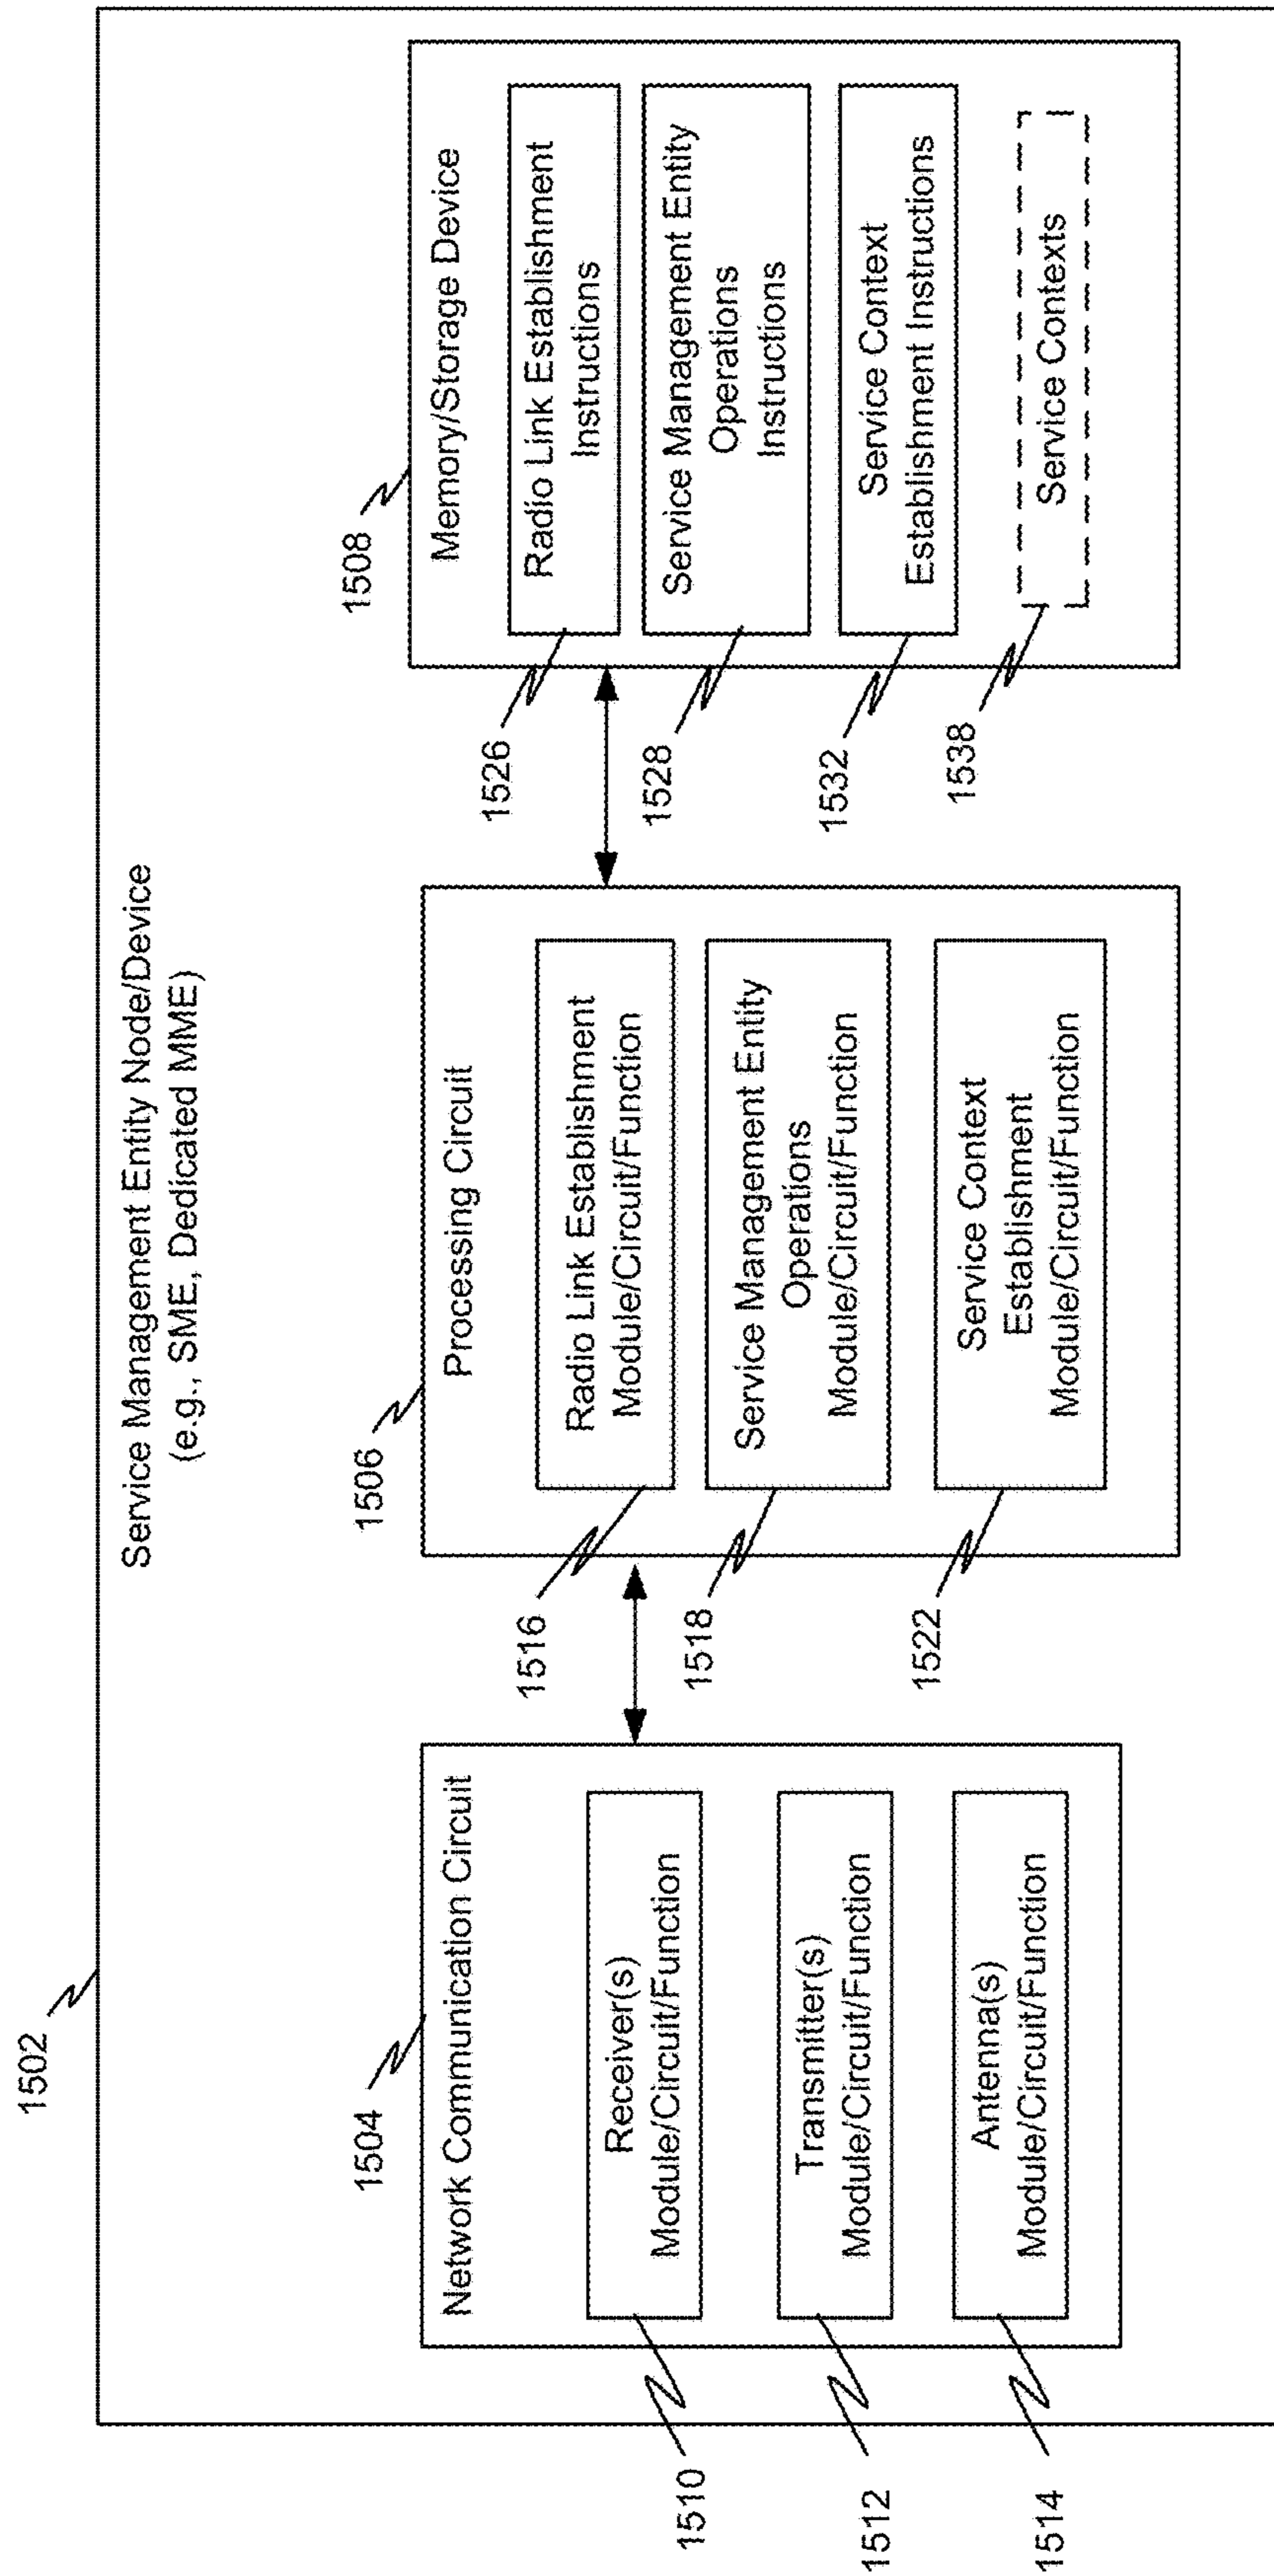 1502
Service Management Entity Node/Device
(e.g., SME, Dedicated MME)
1504
Network Communication Circuit
Receiver(s)
Module/Circuit/Function
1510
Transmitter(s)
Module/Circuit/Function
1512
Antenna(s)
Module/Circuit/Function
1514
1506
Processing Circuit
Radio Link Establishment
Module/Circuit/Function
1516
Service Management Entity
Operations
Module/Circuit/Function
1518
Service Context
Establishment
Module/Circuit/Function
1522
1508
Memory/Storage Device
Radio Link Establishment
Instructions
1526
Service Management Entity
Operations
Instructions
1528
Service Context
Establishment Instructions
1532
Service Contexts
1538